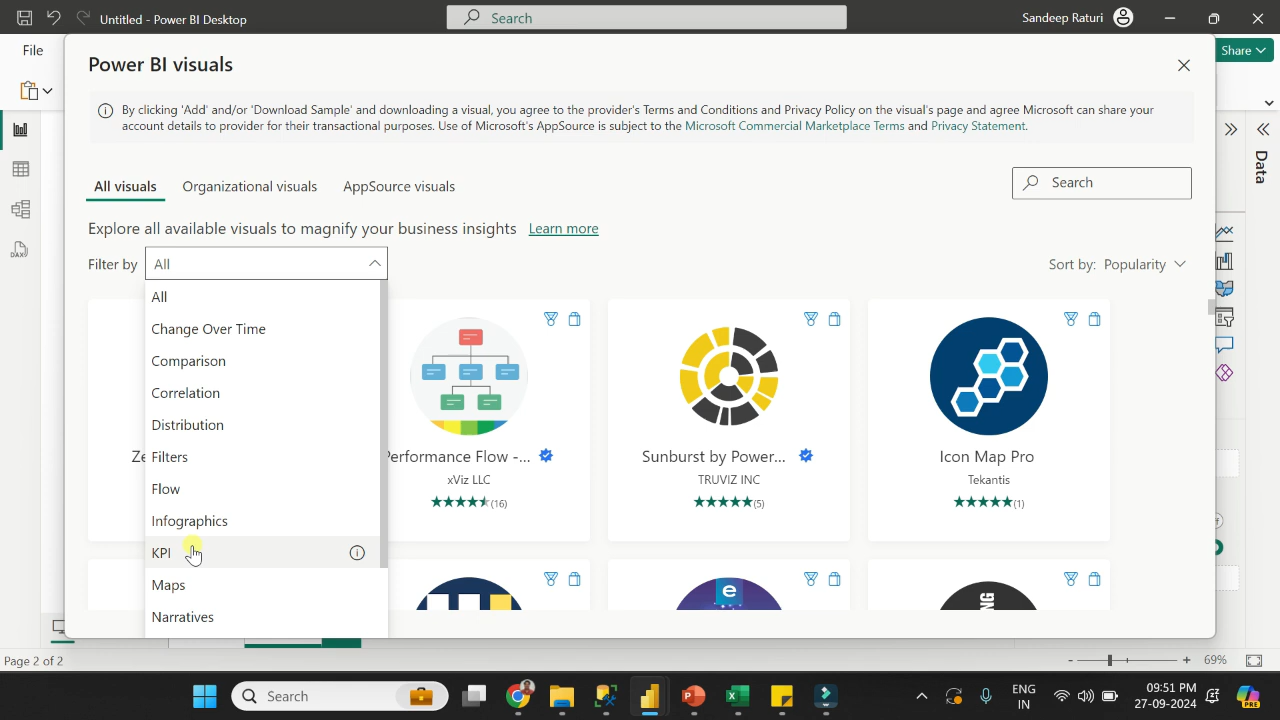 Untitled - Power BI Desktop
Search
Sandeep Raturi
File
Share
Power BI visuals
By clicking 'Add' and/or 'Download Sample' and downloading a visual, you agree to the provider's Terms and Conditions and Privacy Policy on the visual's page and agree Microsoft can share your
account details to provider for their transactional purposes. Use of Microsoft's AppSource is subject to the Microsoft Commercial Marketplace Terms and Privacy Statement.
All visuals
Organizational visuals
AppSource visuals
Search
Data
Explore all available visuals to magnify your business insights Learn more
Filter by
All
Sort by: Popularity
All
Change Over Time
Comparison
Correlation
Distribution
Filters
Flow
Infographics
KPI
Maps
Narratives
Ze
Performance Flow -...
xViz LLC
(16)
Sunburst by Power...
TRUVIZ INC
(5)
Icon Map Pro
Tekantis
(1)
e
NG
DAX
Page 2 of 2
- + 69%
Search
ENG
IN
09:51 PM
27-09-2024
PRE